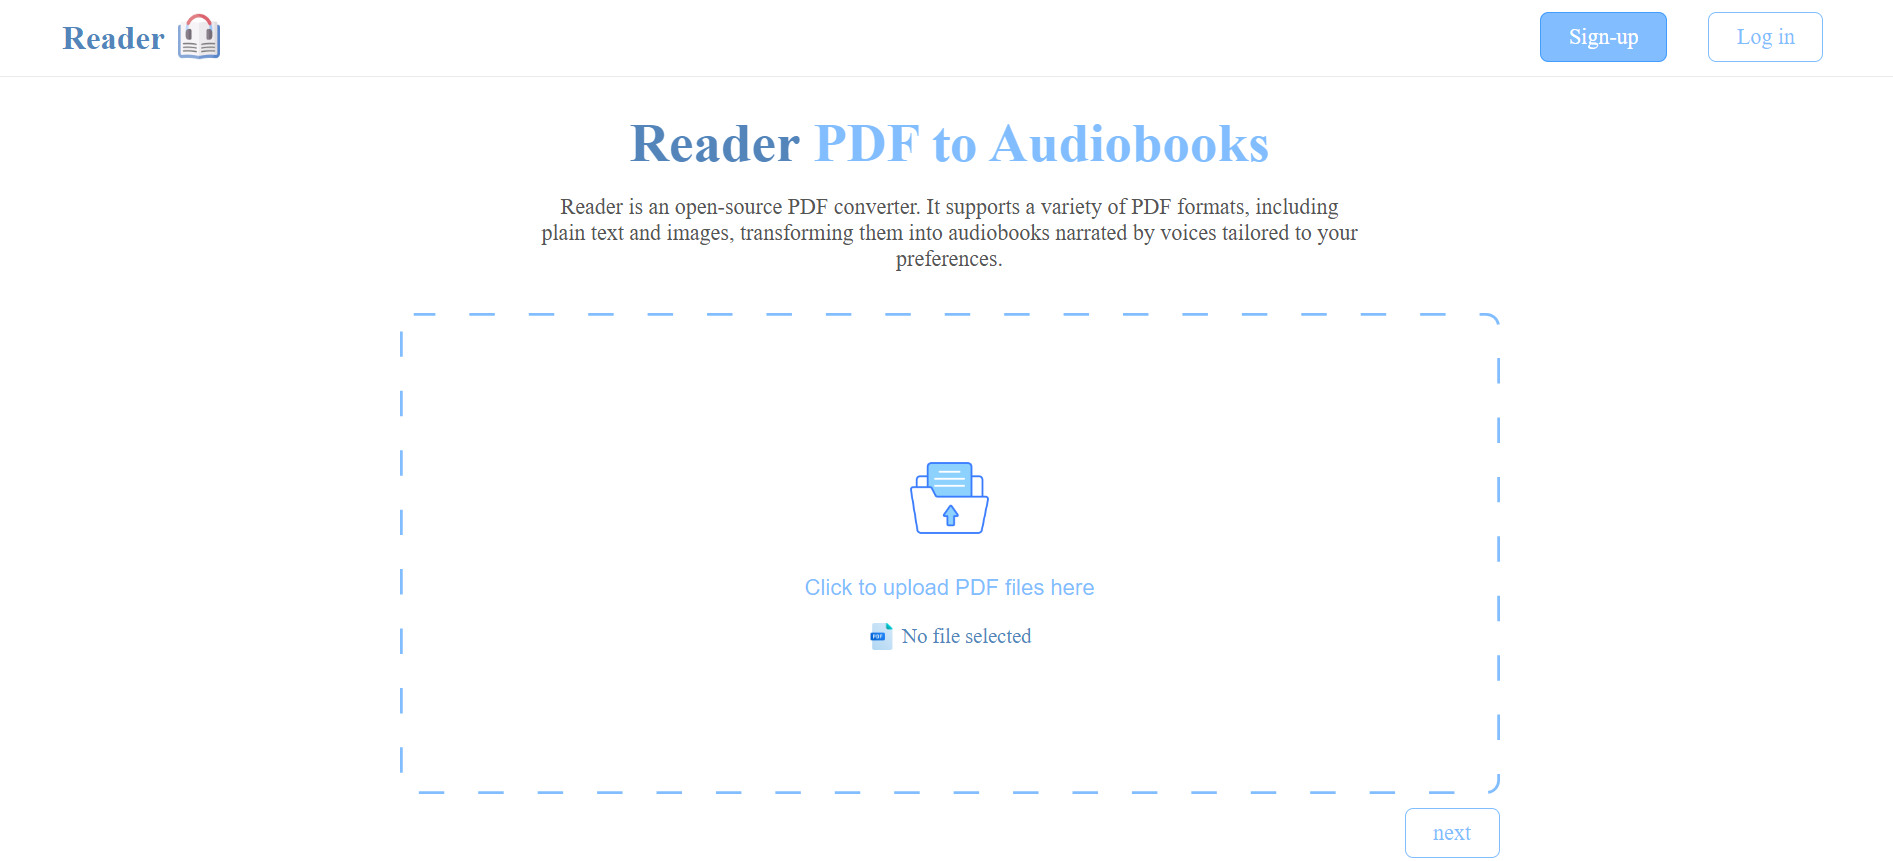 Reader
Sign-up
Log in
Reader PDF to Audiobooks
Reader is an open-source PDF converter. It supports a variety of PDF formats, including
plain text and images, transforming them into audiobooks narrated by voices tailored to your
preferences.
Click to upload PDF files here
PDF
No file selected
next